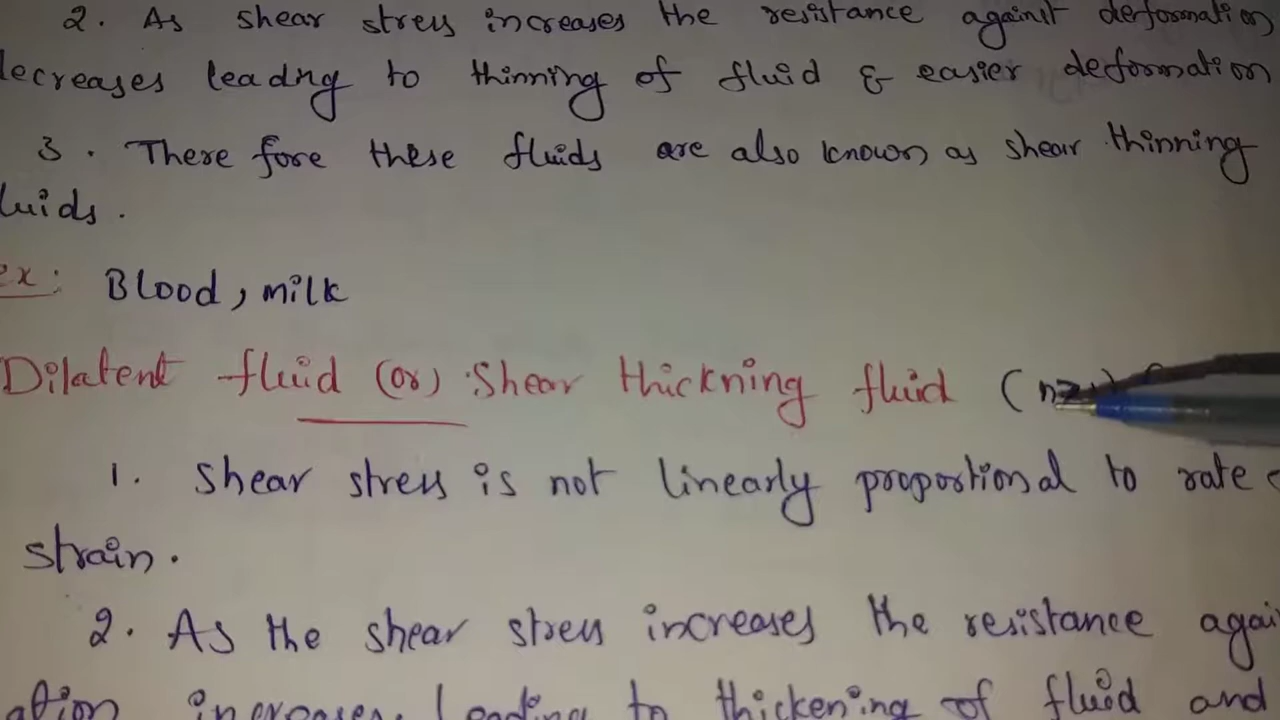 2. As shear stress increases the resistance against deformation
decreases leading to thinning of fluid & easier deformation
3. There fore these fluids are also known as shear thinning
luids.
ex: Blood, milk
Dilatent fluid (or) Shear thickning fluid (n>1)
1. shear stress is not linearly proportional to rate
strain.
2. As the shear stress increases the resistance agai
ation increases leading to thickening of fluid and